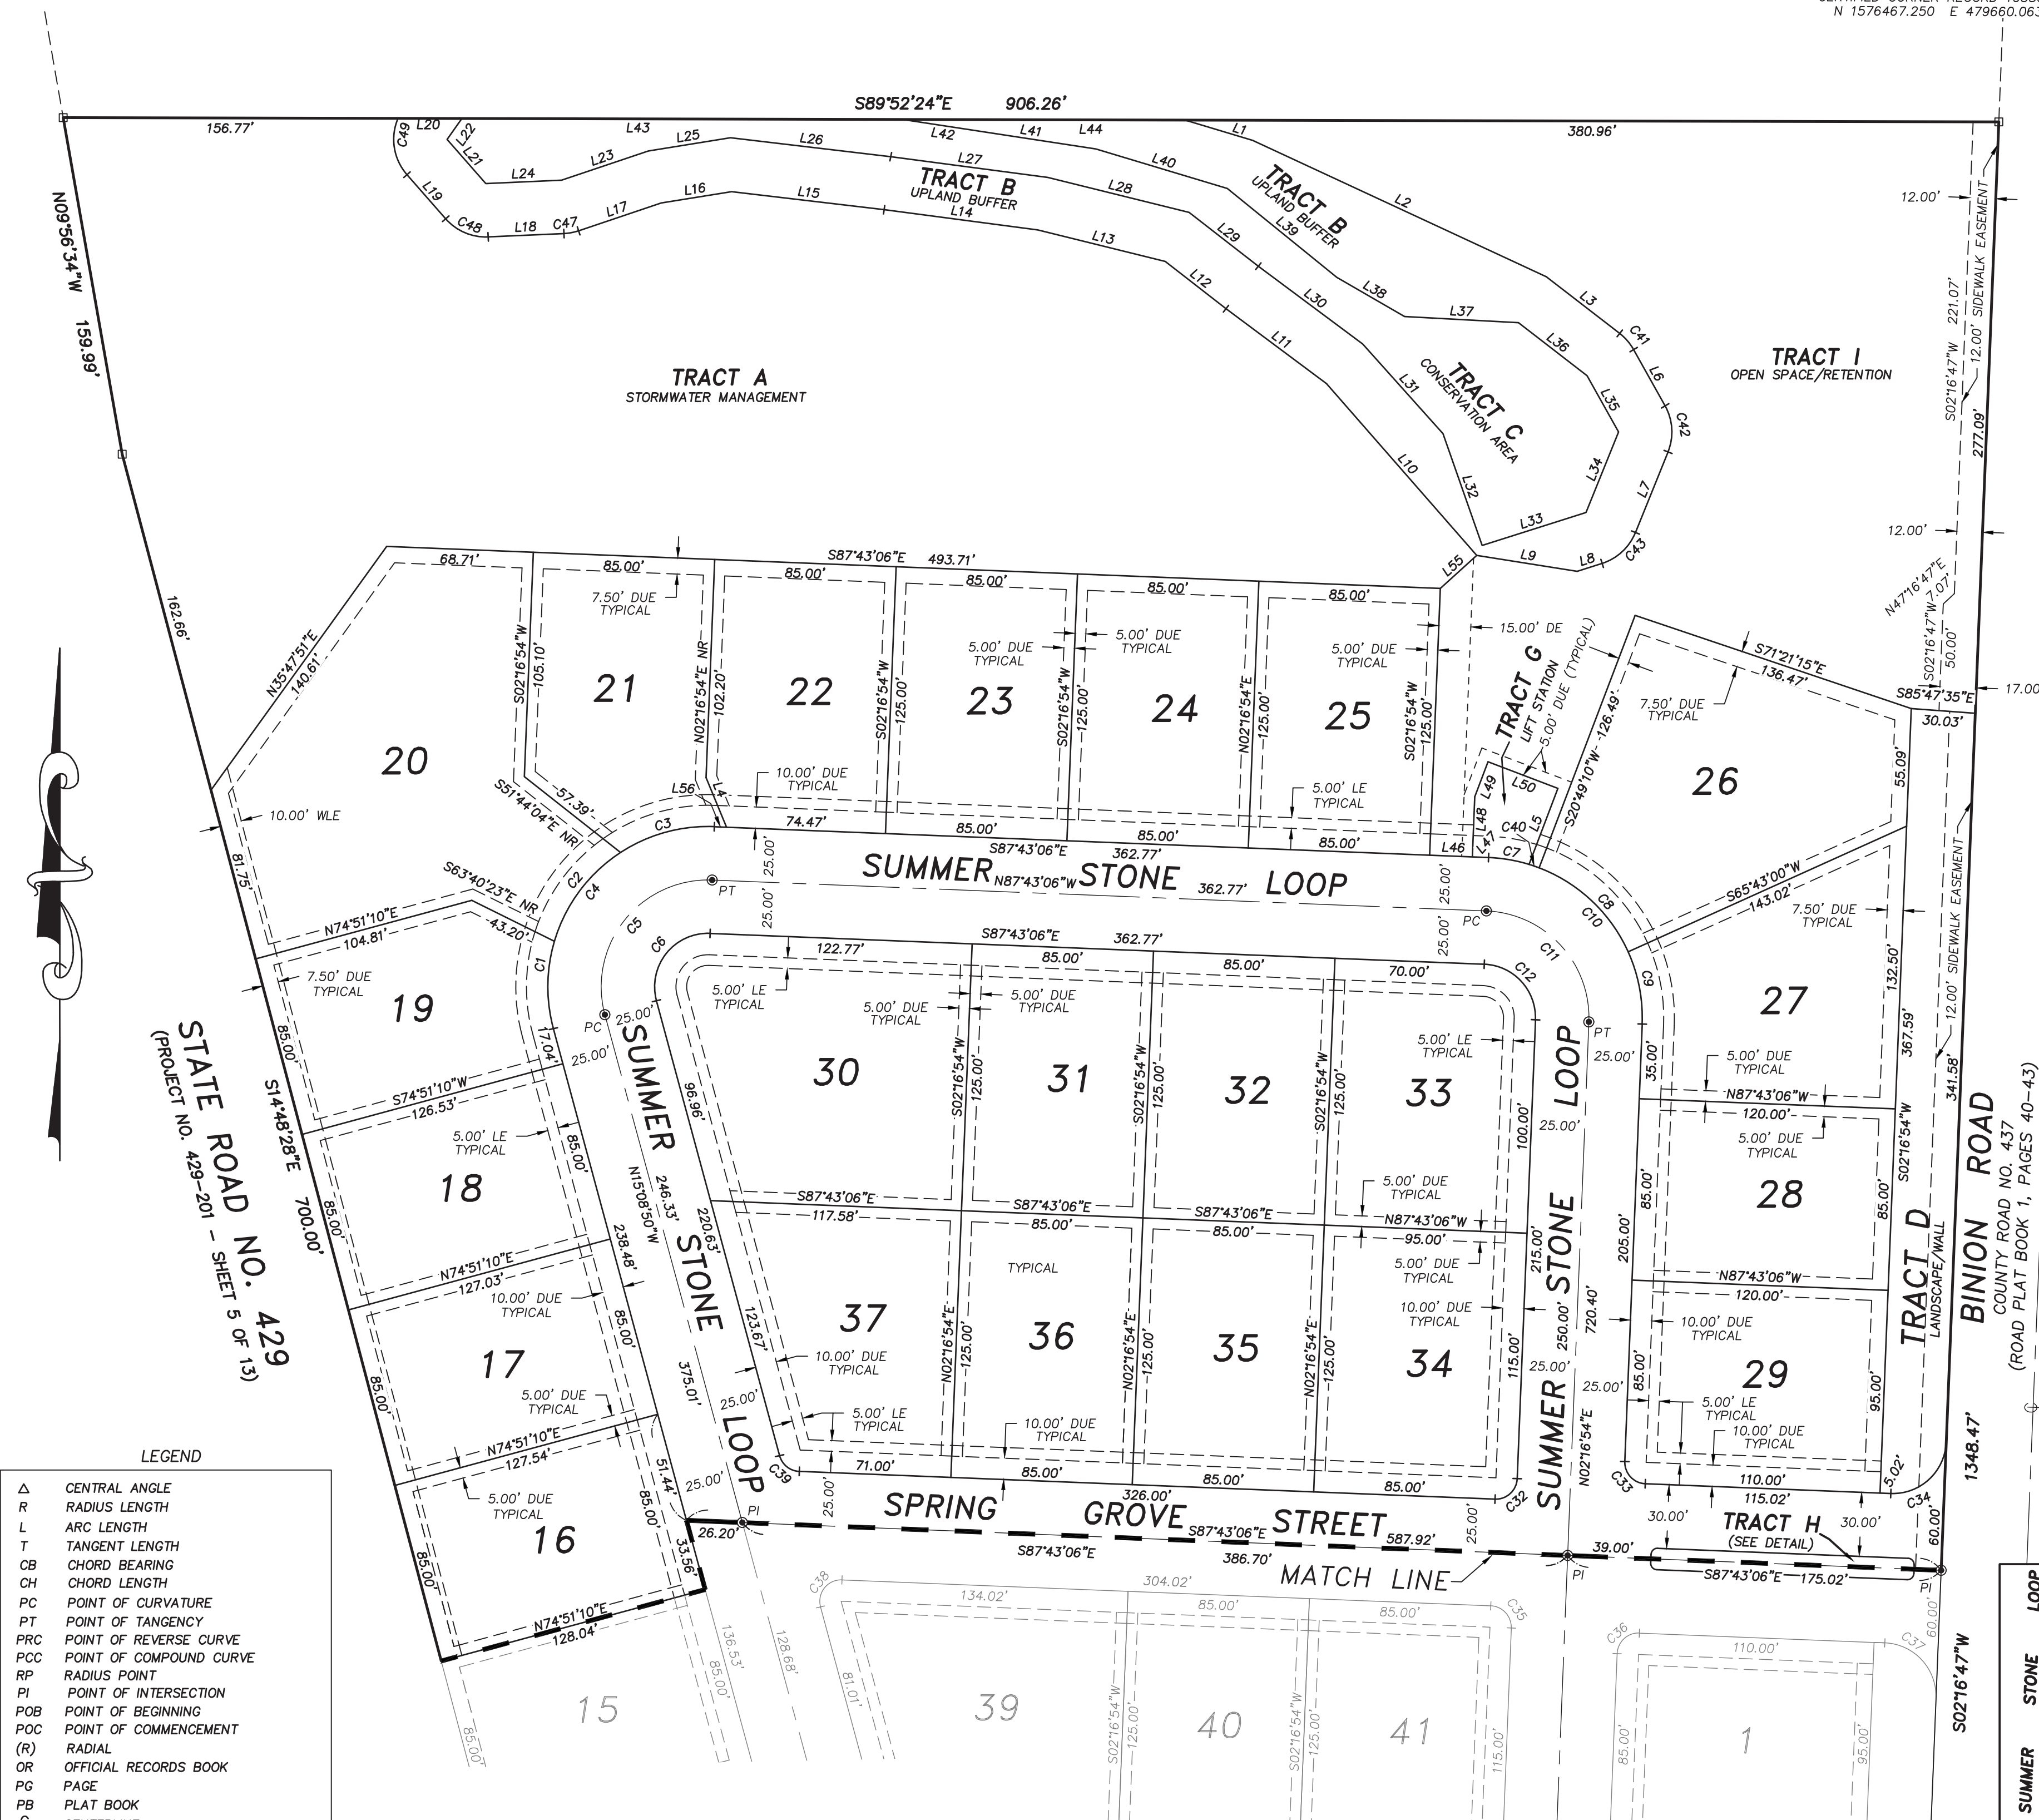 N 1576467.250 E 479660.063
S89°52'24"E 906.26'
156.77'
C49
L20
L22
L21
L43
L25
L24
L23
L26
L42
L41
L44
L1
380.96'
L27
L40
L19
C48
L18
C47
L17
L16
L15
L14
L28
L2
TRACT B
UPLAND BUFFER
TRACT B
UPLAND BUFFER
L13
L29
L39
L12
L30
L38
L37
L3
C41
L11
L36
L6
L31
L35
C42
TRACT C
CONSERVATION AREA
L10
L32
L34
L33
L7
L9
L8
C43
L55
N09°56'34"W 159.99'
TRACT A
STORMWATER MANAGEMENT
TRACT I
OPEN SPACE/RETENTION
12.00'
S02°16'47"W 221.07'
12.00' SIDEWALK EASEMENT
277.09'
12.00'
N47°16'47"E
7.07'
S02°16'47"W
50.00'
17.00'
S85°47'35"E
30.03'
S87°43'06"E 493.71'
68.71'
85.00'
85.00'
85.00'
85.00'
85.00'
7.50' DUE
TYPICAL
5.00' DUE
TYPICAL
5.00' DUE
TYPICAL
5.00' DUE
TYPICAL
15.00' DE
TRACT G
LIFT STATION
5.00' DUE (TYPICAL)
162.66'
N35°47'51"E
140.61'
S02°16'54"W
105.10'
N02°16'54"E NR
102.20'
S02°16'54"W
125.00'
S02°16'54"W
125.00'
N02°16'54"E
125.00'
S02°16'54"W
125.00'
20
21
22
23
24
25
26
S71°21'15"E
136.47'
7.50' DUE
TYPICAL
S20°49'10"W
126.49'
55.09'
S65°43'00"W
143.02'
L49
L50
L48
L47
C40
L5
L46
C7
10.00' WLE
81.75'
S51°44'04"E NR
57.39'
L56
L4
10.00' DUE
TYPICAL
5.00' LE
TYPICAL
C3
74.47'
85.00'
85.00'
85.00'
S87°43'06"E
362.77'
25.00'
25.00'
25.00'
25.00'
SUMMER STONE LOOP
N87°43'06"W 362.77'
PT
PC
C2
C4
C5
C6
C8
C10
C9
C11
C12
S63°40'23"E NR
43.20'
N74°51'10"E
104.81'
C1
7.50' DUE
TYPICAL
19
17.04'
PC
25.00'
25.00'
85.00'
S87°43'06"E 362.77'
122.77'
85.00'
85.00'
70.00'
5.00' LE
TYPICAL
5.00' DUE
TYPICAL
5.00' DUE
TYPICAL
5.00' LE
TYPICAL
30
31
32
33
S02°16'54"W
125.00'
S02°16'54"W
125.00'
S02°16'54"W
125.00'
100.00'
PT
25.00'
25.00'
35.00'
7.50' DUE
TYPICAL
27
132.50'
367.59'
12.00' SIDEWALK EASEMENT
341.58'
5.00' DUE
TYPICAL
N87°43'06"W
120.00'
5.00' DUE
TYPICAL
S02°16'54"W
STATE ROAD NO. 429
(PROJECT NO. 429-201 - SHEET 5 OF 13)
S14°48'28"E 700.00'
S74°51'10"W
126.53'
5.00' LE
TYPICAL
85.00'
85.00'
18
SUMMER STONE LOOP
96.96'
N15°08'50"W 246.33'
220.63'
238.48'
S87°43'06"E
117.58'
S87°43'06"E
85.00'
S87°43'06"E
85.00'
N87°43'06"W
95.00'
5.00' DUE
TYPICAL
5.00' DUE
TYPICAL
215.00'
SUMMER STONE LOOP
205.00'
85.00'
28
85.00'
N87°43'06"W
120.00'
TRACT D
LANDSCAPE/WALL
BINION ROAD
COUNTY ROAD NO. 437
(ROAD PLAT BOOK 1, PAGES 40-43)
N74°51'10"E
127.03'
10.00' DUE
TYPICAL
85.00'
85.00'
17
5.00' DUE
TYPICAL
N74°51'10"E
127.54'
5.00' DUE
TYPICAL
TYPICAL
123.67'
37
36
35
34
10.00' DUE
TYPICAL
10.00' DUE
TYPICAL
N02°16'54"E
125.00'
N02°16'54"E
125.00'
N02°16'54"E
125.00'
115.00'
250.00'
720.40'
25.00'
25.00'
85.00'
10.00' DUE
TYPICAL
29
95.00'
5.00' LE
TYPICAL
10.00' DUE
TYPICAL
375.01'
25.00'
25.00'
5.00' LE
TYPICAL
10.00' DUE
TYPICAL
C39
71.00'
85.00'
85.00'
85.00'
326.00'
C32
N02°16'54"E
C33
110.00'
115.02'
5.02'
C34
1348.47'
51.44'
85.00'
16
33.56'
85.00'
N74°51'10"E
128.04'
PI
26.20'
25.00'
SPRING GROVE STREET
S87°43'06"E 587.92'
S87°43'06"E 386.70'
25.00'
MATCH LINE
39.00'
PI
30.00'
TRACT H
(SEE DETAIL)
30.00'
60.00'
S87°43'06"E 175.02'
PI
60.00'
S02°16'47"W
C38
304.02'
134.02'
85.00'
85.00'
C35
C36
110.00'
C37
136.53'
85.00'
128.68'
81.01'
15
85.00'
39
40
41
1
S02°16'54"W
125.00'
S02°16'54"W
125.00'
115.00'
85.00'
95.00'
SUMMER STONE LOOP
LEGEND
△ CENTRAL ANGLE
R RADIUS LENGTH
L ARC LENGTH
T TANGENT LENGTH
CB CHORD BEARING
CH CHORD LENGTH
PC POINT OF CURVATURE
PT POINT OF TANGENCY
PRC POINT OF REVERSE CURVE
PCC POINT OF COMPOUND CURVE
RP RADIUS POINT
PI POINT OF INTERSECTION
POB POINT OF BEGINNING
POC POINT OF COMMENCEMENT
(R) RADIAL
OR OFFICIAL RECORDS BOOK
PG PAGE
PB PLAT BOOK